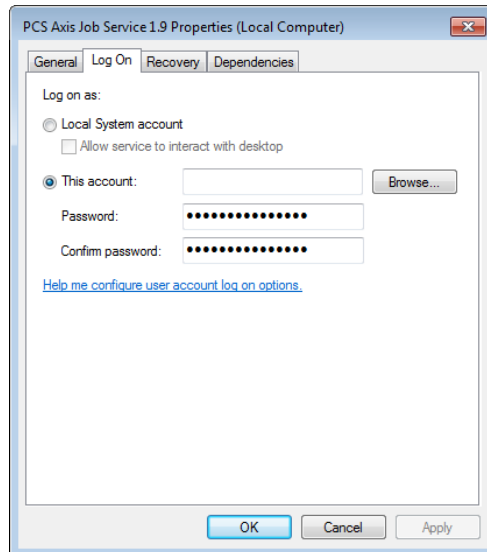 PCS Axis Job Service 1.9 Properties (Local Computer)
General Log On Recovery Dependencies
Log on as:
Local System account
Allow service to interact with desktop
This account:
Browse...
Password: •••••••••••••••
Confirm password: •••••••••••••••
Help me configure user account log on options.
OK Cancel Apply